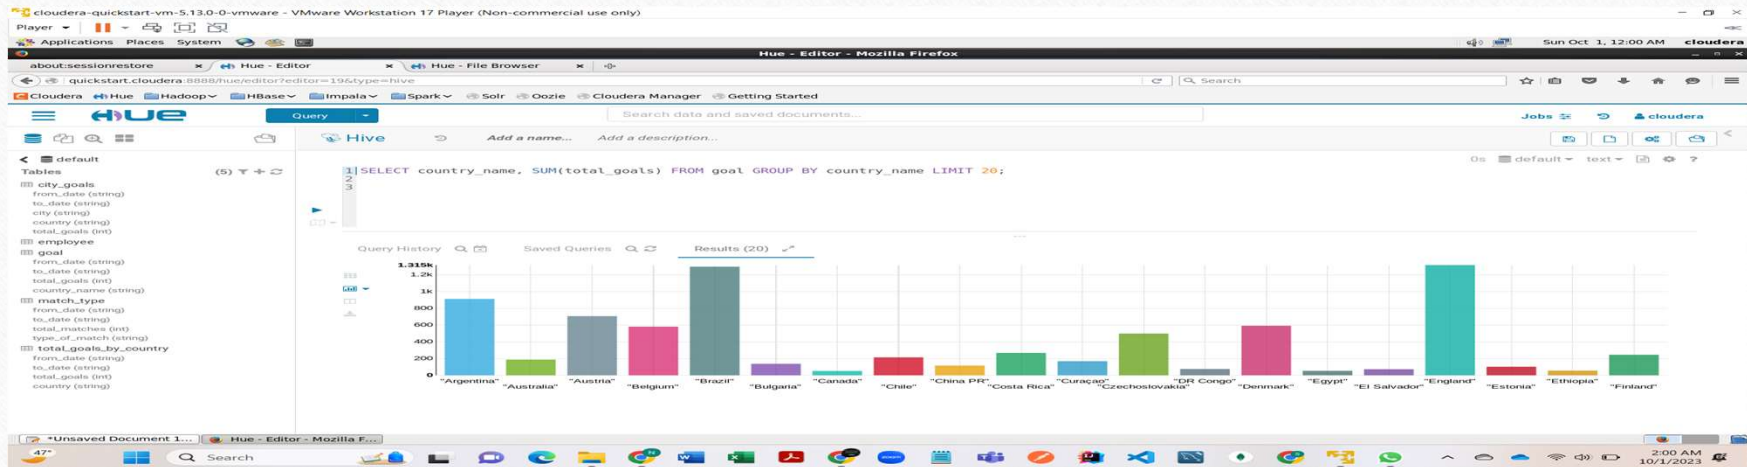 cloudera-quickstart-vm-5.13.0-0-vmware - VMware Workstation 17 Player (Non-commercial use only)
Player
Applications Places System Sun Oct 1, 12:00 AM cloudera
Hue - Editor - Mozilla Firefox
about:sessionrestore Hue - Editor Hue - File Browser
quickstart.cloudera:8888/hue/editor?editor=196&type=hive Search
Cloudera Hue Hadoop HBase Impala Spark Solr Oozie Cloudera Manager Getting Started
HUE Query Search data and saved documents... Jobs cloudera
Hive Add a name... Add a description...
default 0s default text ?
Tables (5)
1 SELECT country_name, SUM(total_goals) FROM goal GROUP BY country_name LIMIT 20;
2
3
city_goals
from_date (string)
to_date (string)
city (string)
country (string)
total_goals (int)
employee
goal
from_date (string)
to_date (string)
total_goals (int)
country_name (string)
match_type
from_date (string)
to_date (string)
total_matches (int)
type_of_match (string)
total_goals_by_country
from_date (string)
to_date (string)
total_goals (int)
country (string)
Query History Saved Queries Results (20)
1.315k
1.2k
1k
800
600
400
200
0
"Argentina" "Australia" "Austria" "Belgium" "Brazil" "Bulgaria" "Canada" "Chile" "China PR" "Costa Rica" "Curaçao" "Czechoslovakia" "DR Congo" "Denmark" "Egypt" "El Salvador" "England" "Estonia" "Ethiopia" "Finland"
*Unsaved Document 1... Hue - Editor - Mozilla F...
47° Search 2:00 AM
10/1/2023